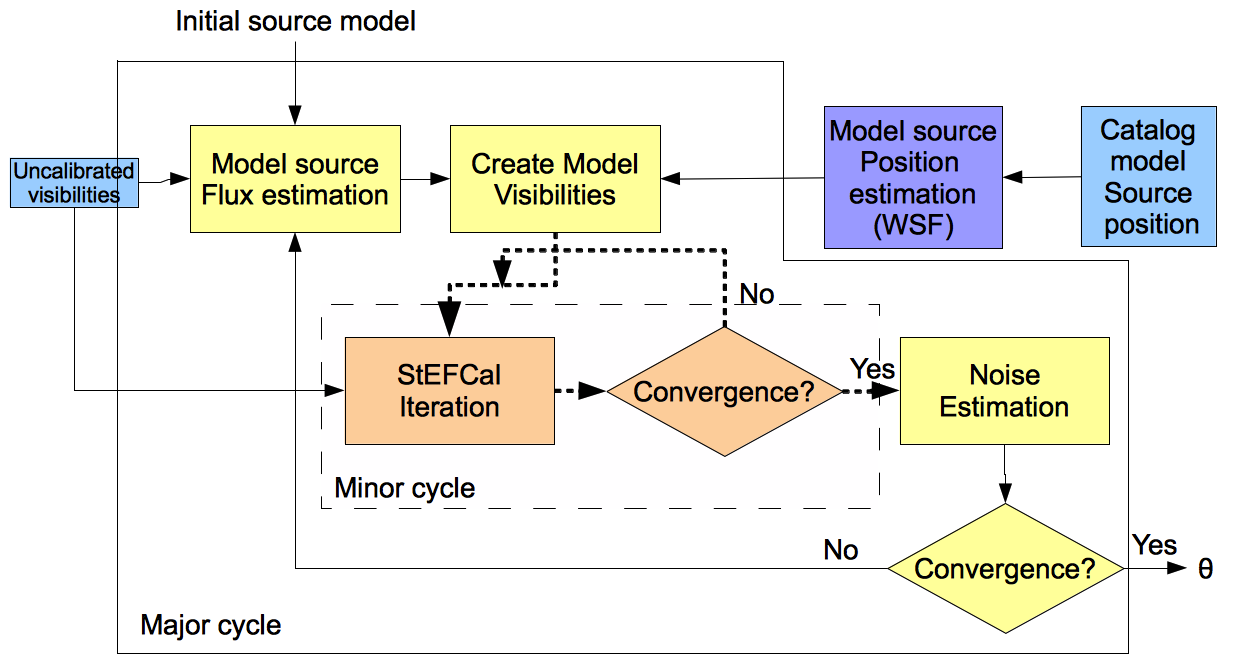 Initial source model
Uncalibrated
visibilities
Model source
Flux estimation
Create Model
Visibilities
Model source
Position
estimation
(WSF)
Catalog
model
Source
position
No
StEFCal
Iteration
Convergence?
Yes
Noise
Estimation
Minor cycle
No
Convergence?
Yes
θ
Major cycle